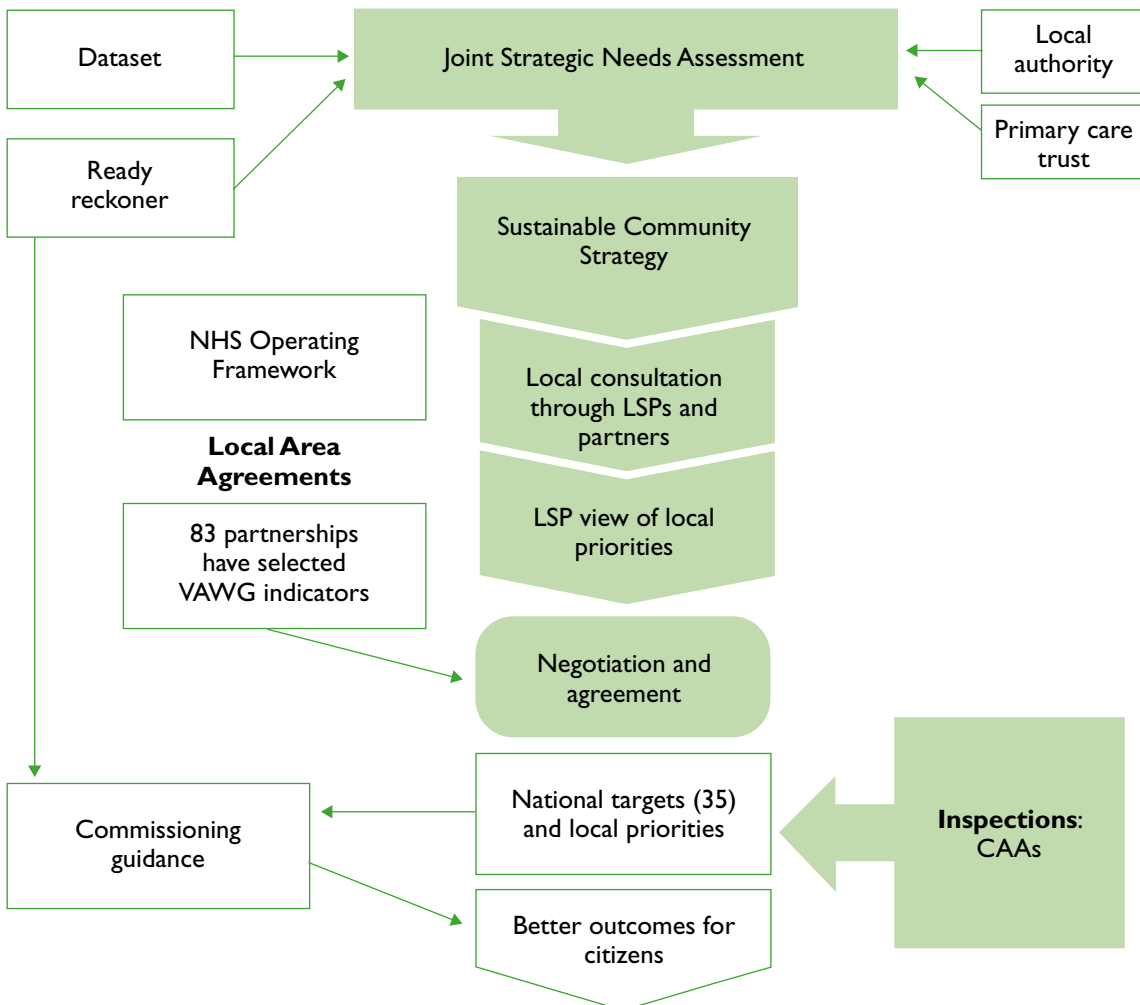 Dataset
Joint Strategic Needs Assessment
Local
authority
Primary care
trust
Ready
reckoner
Sustainable Community
Strategy
NHS Operating
Framework
Local consultation
through LSPs and
partners
Local Area
Agreements
83 partnerships
have selected
VAWG indicators
LSP view of local
priorities
Negotiation and
agreement
National targets (35)
and local priorities
Inspections:
CAAs
Commissioning
guidance
Better outcomes for
citizens